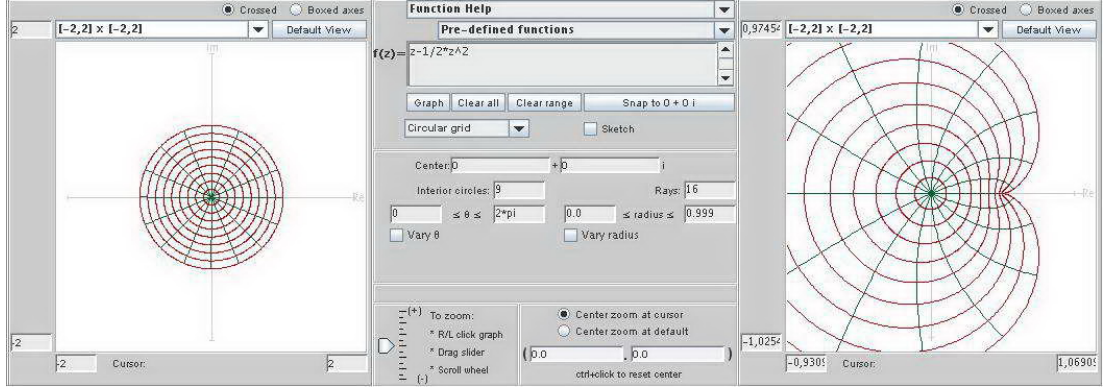 Crossed Boxed axes
2 [-2,2] x [-2,2] Default View
Im
Re
-2
-2 Cursor: 2
Function Help
Pre-defined functions
f(z)= z-1/2*z^2
Graph Clear all Clear range Snap to 0 + 0 i
Circular grid Sketch
Center: 0 + 0 i
Interior circles: 9 Rays: 16
0 ≤ θ ≤ 2*pi 0.0 ≤ radius ≤ 0.999
Vary θ Vary radius
(+) To zoom:
* R/L click graph
* Drag slider
* Scroll wheel
(-)
Center zoom at cursor
Center zoom at default
( 0.0 , 0.0 )
ctrl+click to reset center
Crossed Boxed axes
0,9745 [-2,2] x [-2,2] Default View
Im
Re
-1,0254
-0,9309 Cursor: 1,0690